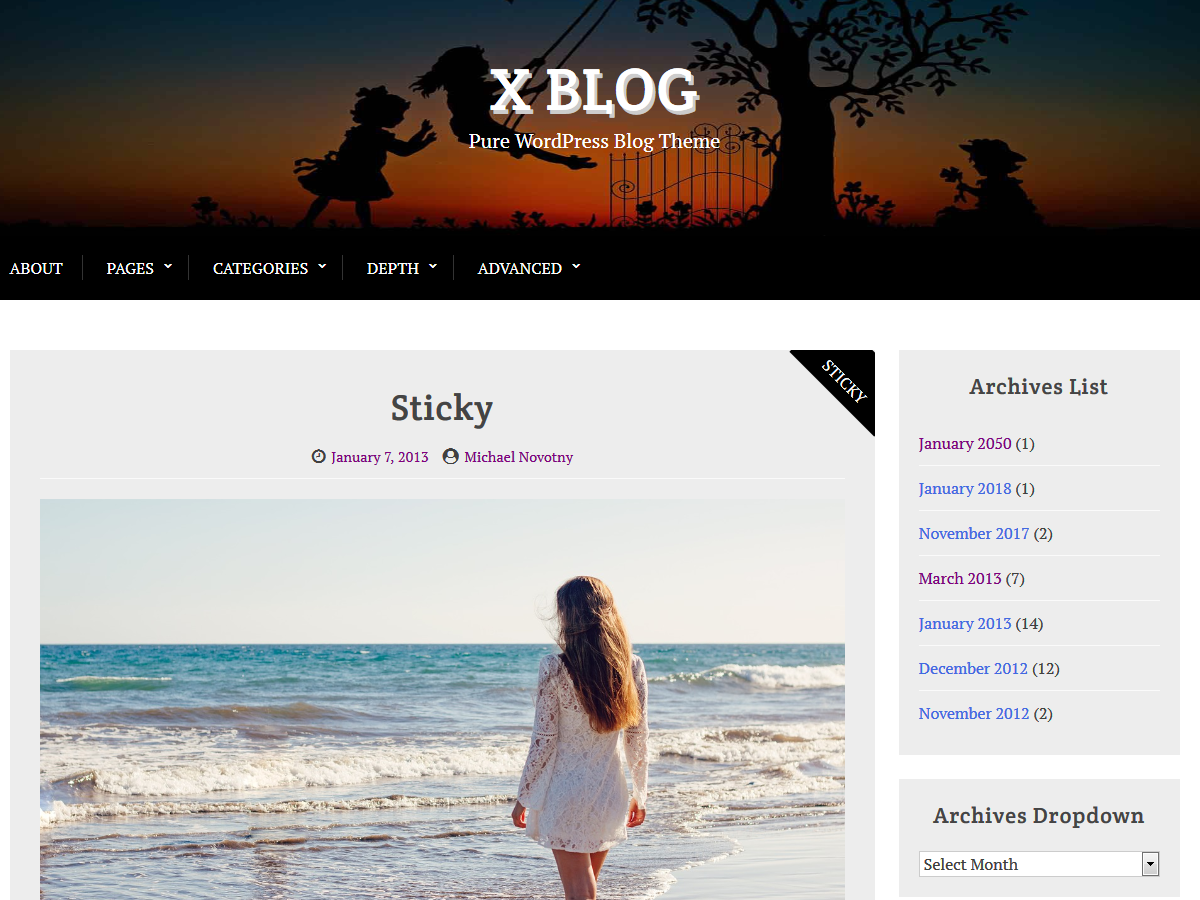 X BLOG
Pure WordPress Blog Theme
ABOUT
PAGES
CATEGORIES
DEPTH
ADVANCED
STICKY
Sticky
January 7, 2013 Michael Novotny
Archives List
January 2050 (1)
January 2018 (1)
November 2017 (2)
March 2013 (7)
January 2013 (14)
December 2012 (12)
November 2012 (2)
Archives Dropdown
Select Month